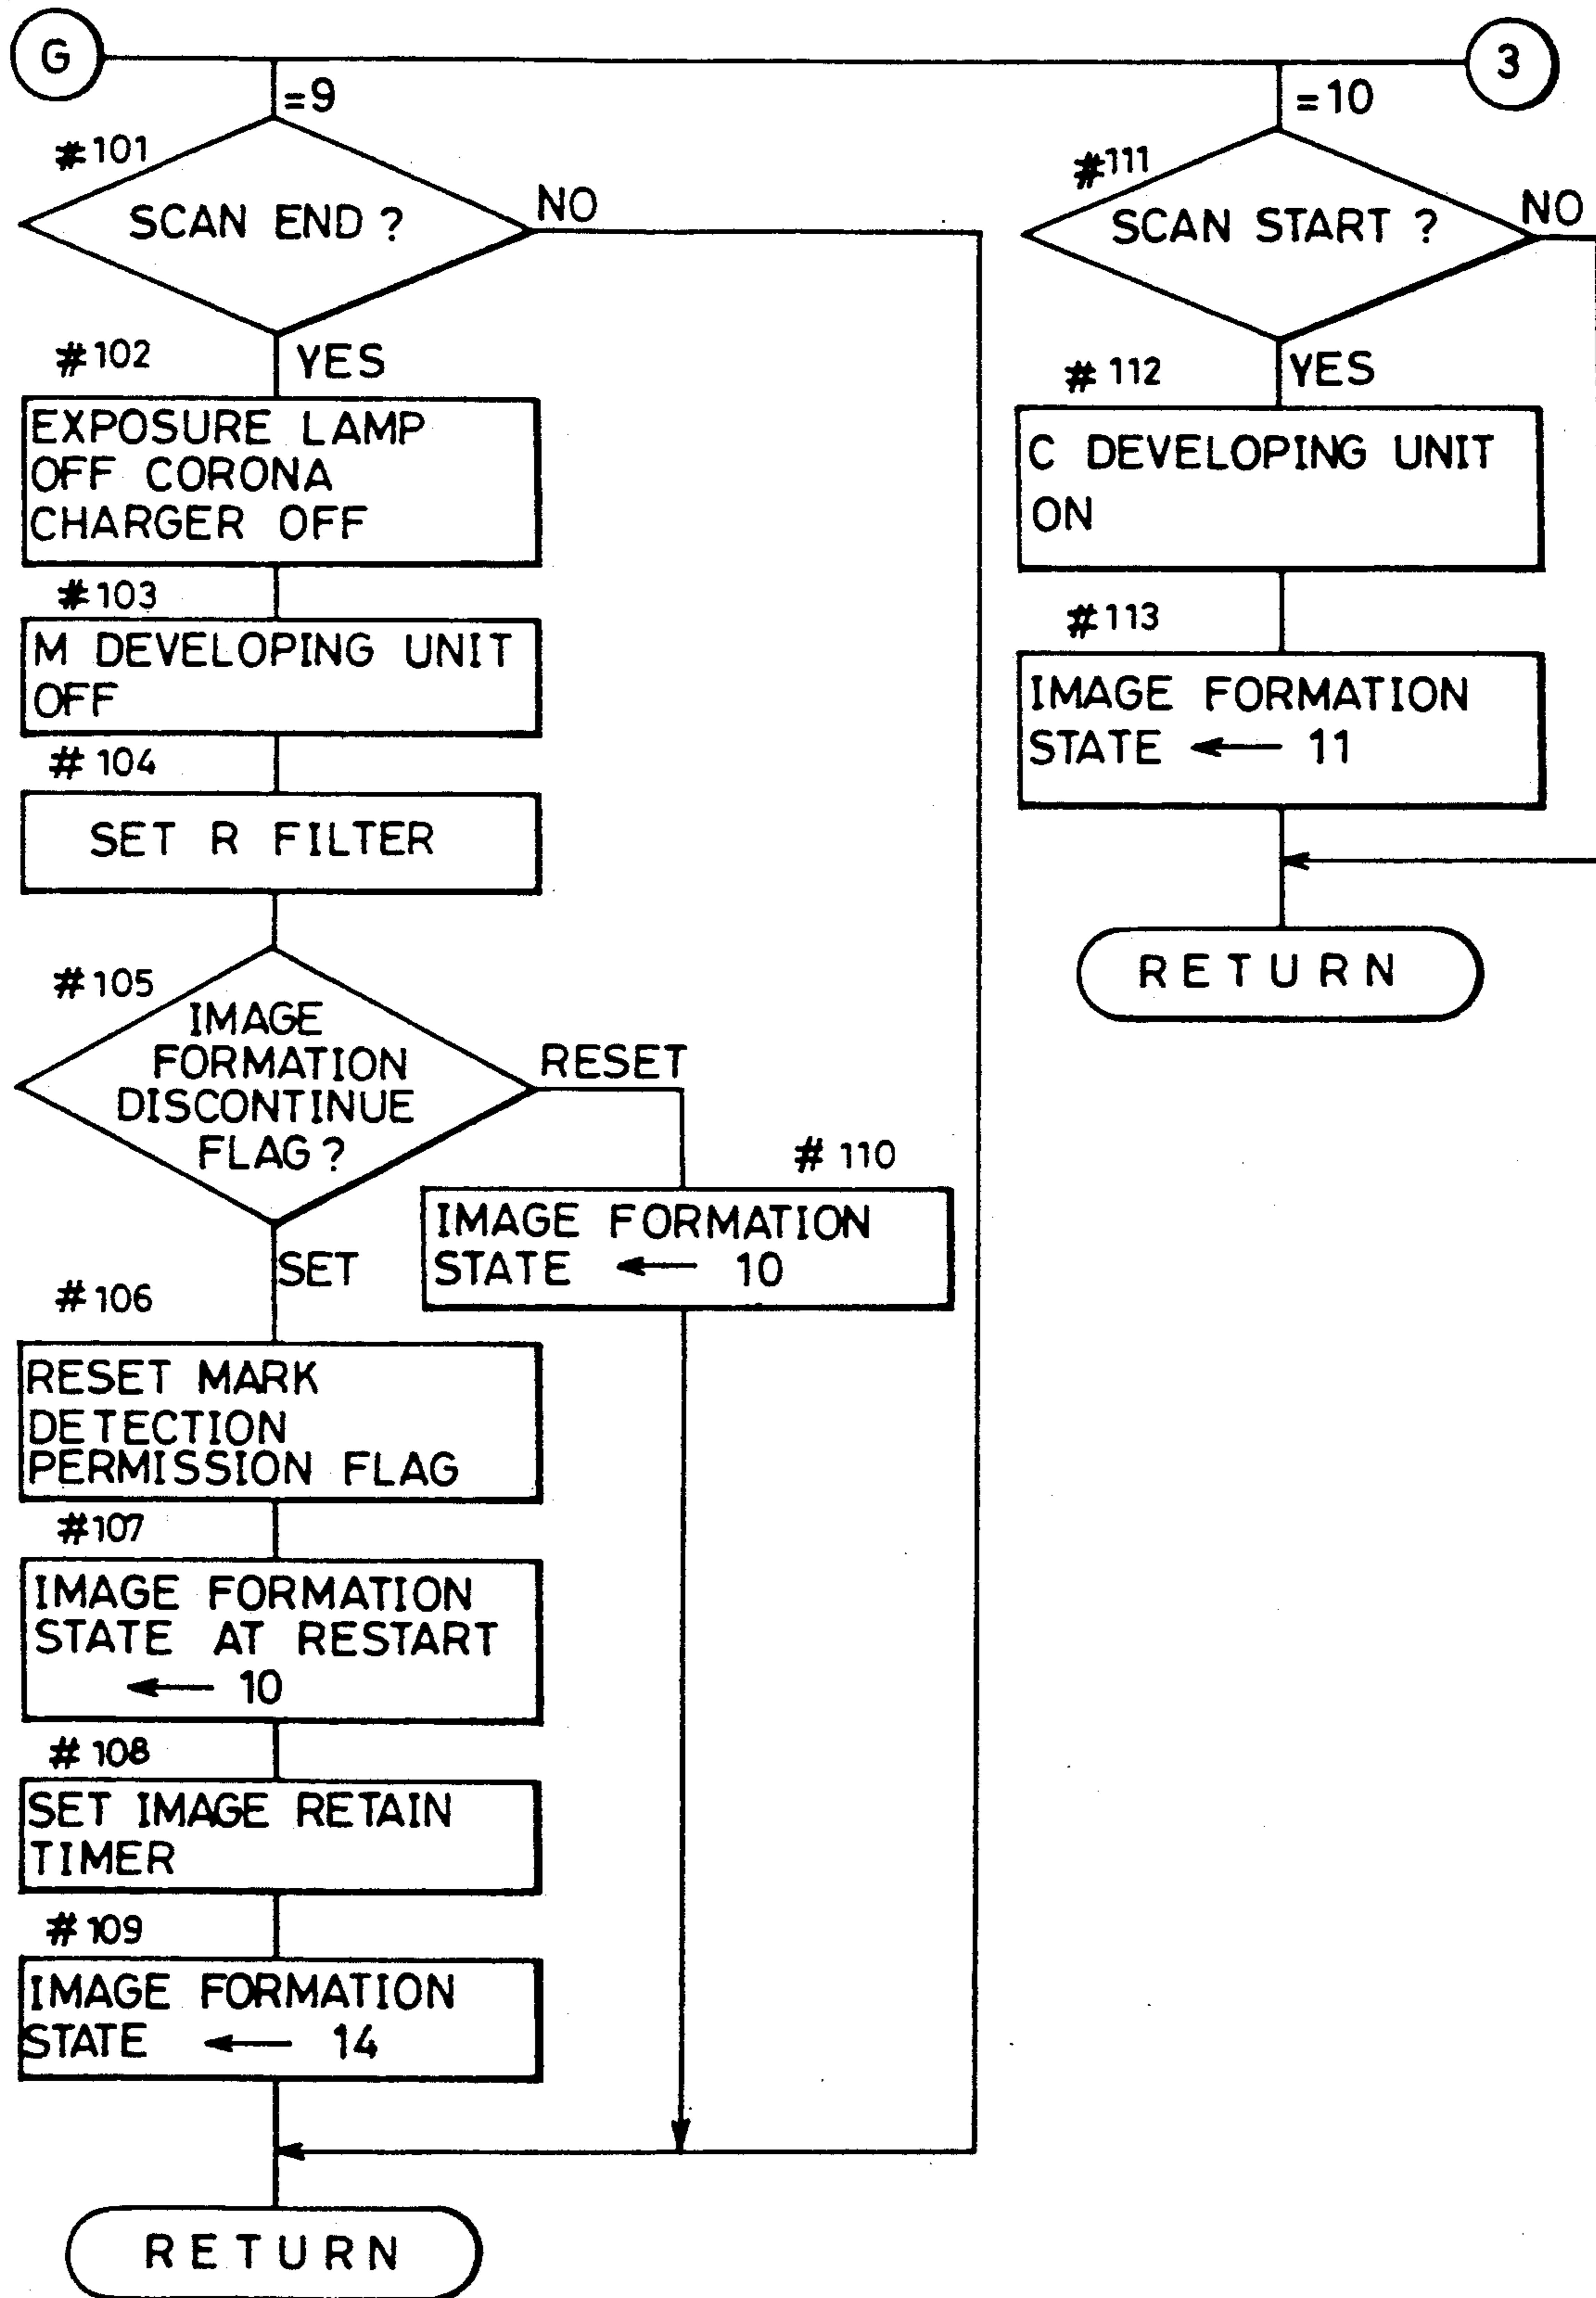 G
3
=9
#101
SCAN END ?
NO
#102
YES
EXPOSURE LAMP
OFF CORONA
CHARGER OFF
#103
M DEVELOPING UNIT
OFF
#104
SET R FILTER
#105
IMAGE
FORMATION
DISCONTINUE
FLAG ?
RESET
#110
IMAGE FORMATION
STATE ← 10
SET
#106
RESET MARK
DETECTION
PERMISSION FLAG
#107
IMAGE FORMATION
STATE AT RESTART
← 10
#108
SET IMAGE RETAIN
TIMER
#109
IMAGE FORMATION
STATE ← 14
RETURN
=10
#111
SCAN START ?
NO
#112
YES
C DEVELOPING UNIT
ON
#113
IMAGE FORMATION
STATE ← 11
RETURN